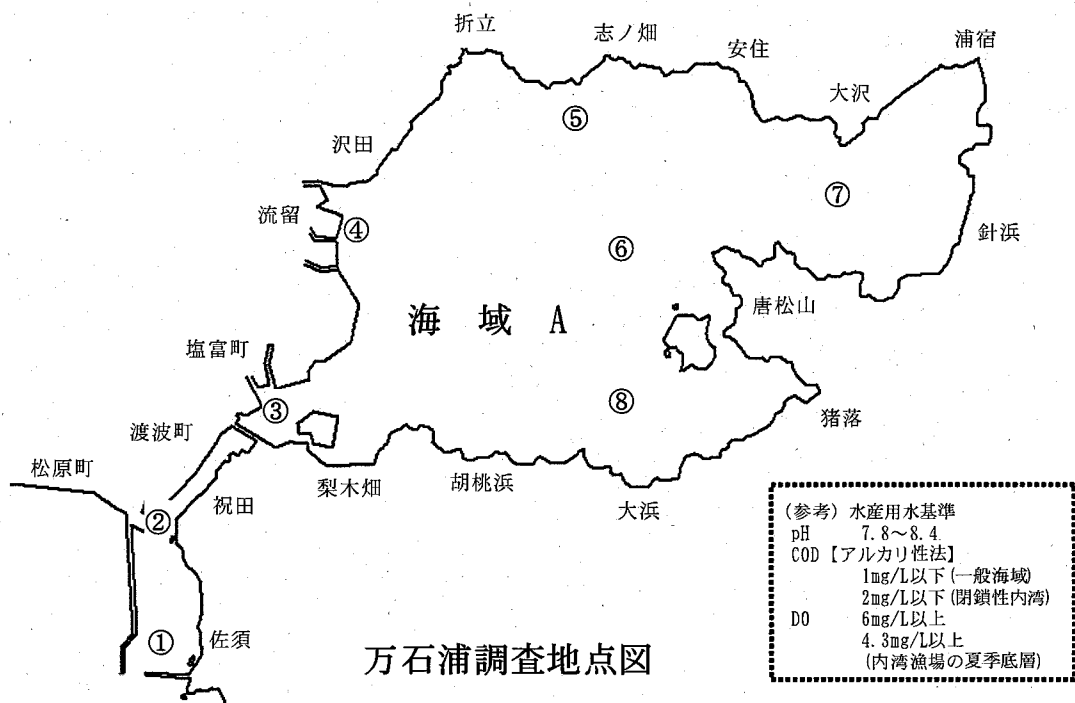 折立
志ノ畑
安住
浦宿
大沢
⑤
沢田
⑦
流留
④
針浜
⑥
海域A
唐松山
塩富町
⑧
③
猪落
渡波町
松原町
梨木畑
胡桃浜
大浜
祝田
②
①
佐須
万石浦調査地点図
(参考) 水産用水基準
pH 7.8~8.4
COD【アルカリ性法】
1mg/L以下(一般海域)
2mg/L以下(閉鎖性内湾)
DO 6mg/L以上
4.3mg/L以上
(内湾漁場の夏季底層)